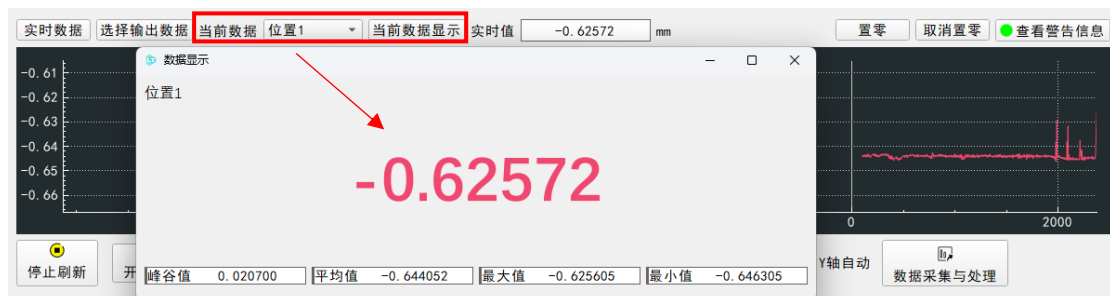 实时数据 选择输出数据 当前数据 位置1 当前数据显示 实时值 -0.62572 mm 置零 取消置零 查看警告信息
数据显示
位置1
-0.61
-0.62
-0.63
-0.64
-0.65
-0.66
-0.62572
0 2000
停止刷新 开 Y轴自动 数据采集与处理
峰谷值 0.020700 平均值 -0.644052 最大值 -0.625605 最小值 -0.646305